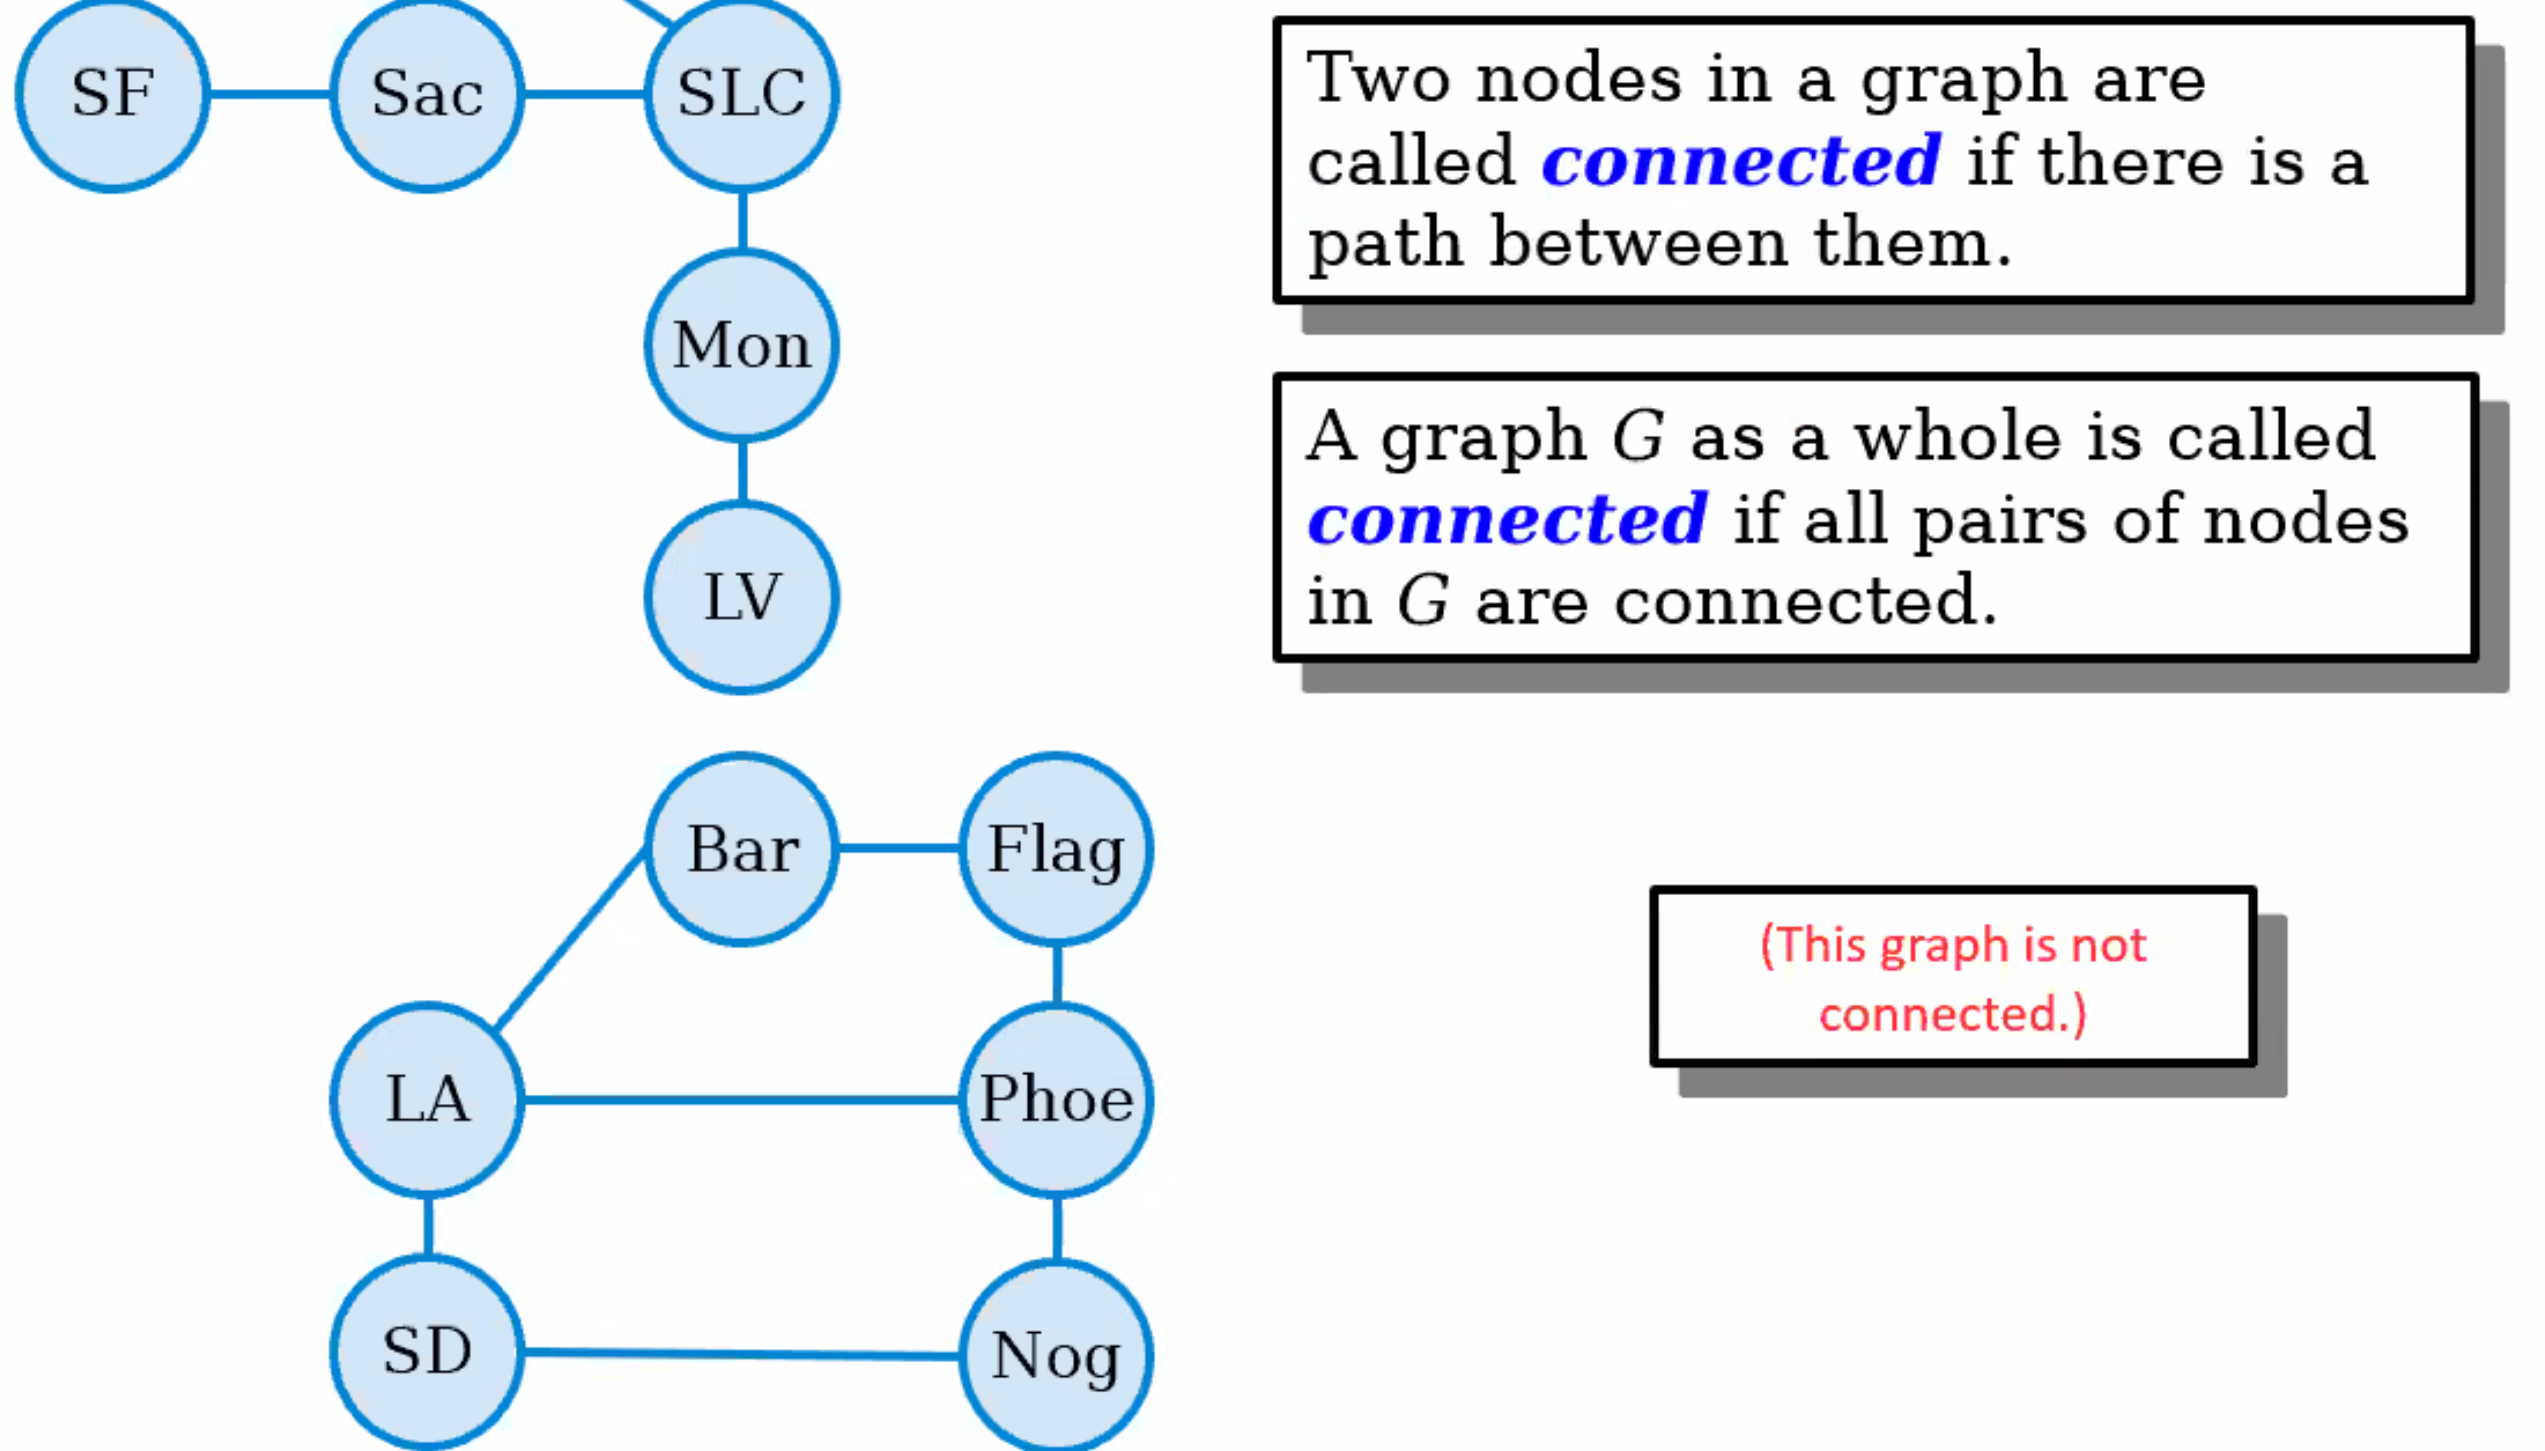 SF
Sac
SLC
Mon
LV
Bar
Flag
LA
Phoe
SD
Nog
Two nodes in a graph are
called connected if there is a
path between them.
A graph G as a whole is called
connected if all pairs of nodes
in G are connected.
(This graph is not
connected.)